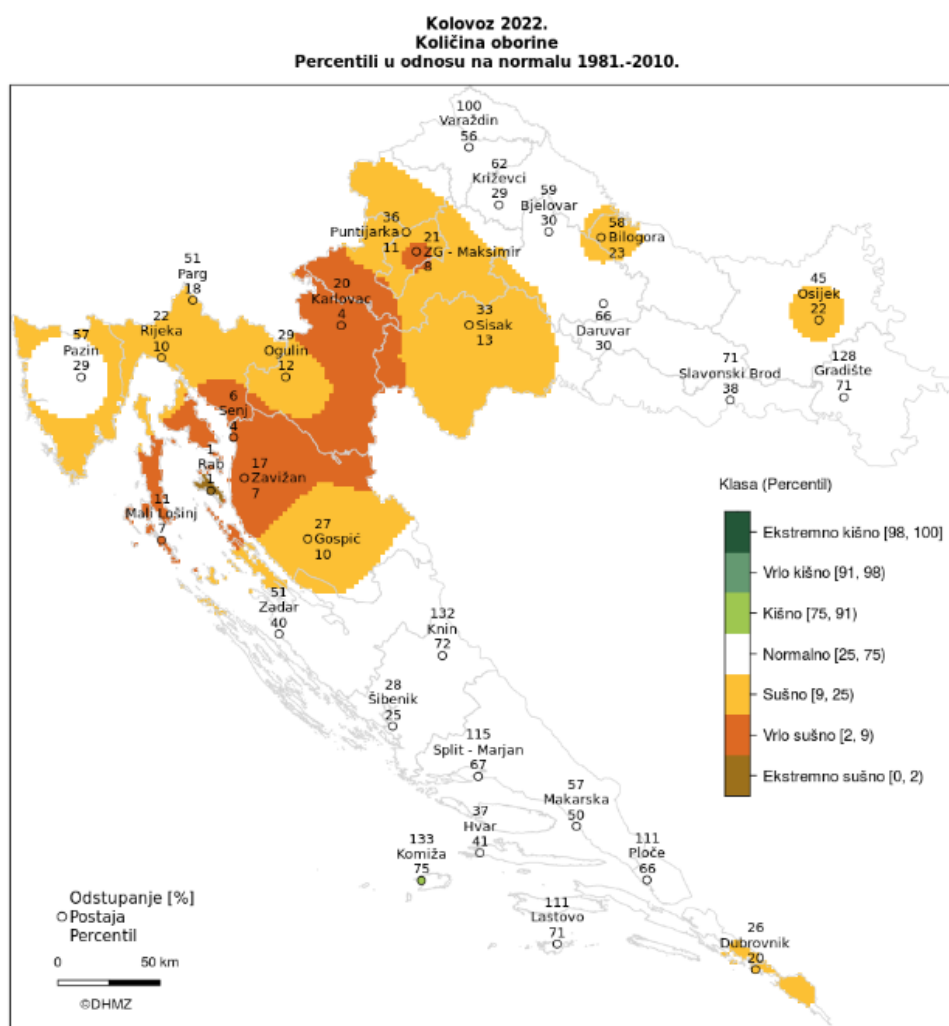 Kolovoz 2022.
Količina oborine
Percentili u odnosu na normalu 1981.-2010.
100
Varaždin
56
62
Križevci
29
59
Bjelovar
30
58
Bilogora
23
36
Puntijarka
11
21
ZG - Maksimir
8
51
Parg
18
20
Karlovac
4
45
Osijek
22
57
Pazin
29
22
Rijeka
10
29
Ogulin
12
33
Sisak
13
66
Daruvar
30
71
Slavonski Brod
38
128
Gradište
71
6
Senj
4
1
Rab
1
17
Zavižan
7
11
Mali Lošinj
7
27
Gospić
10
51
Zadar
40
132
Knin
72
28
Šibenik
25
115
Split - Marjan
67
57
Makarska
50
37
Hvar
41
133
Komiža
75
111
Ploče
66
111
Lastovo
71
26
Dubrovnik
20
Klasa (Percentil)
Ekstremno kišno [98, 100]
Vrlo kišno [91, 98)
Kišno [75, 91)
Normalno [25, 75)
Sušno [9, 25)
Vrlo sušno [2, 9)
Ekstremno sušno [0, 2)
Odstupanje [%]
Postaja
Percentil
0 50 km
©DHMZ